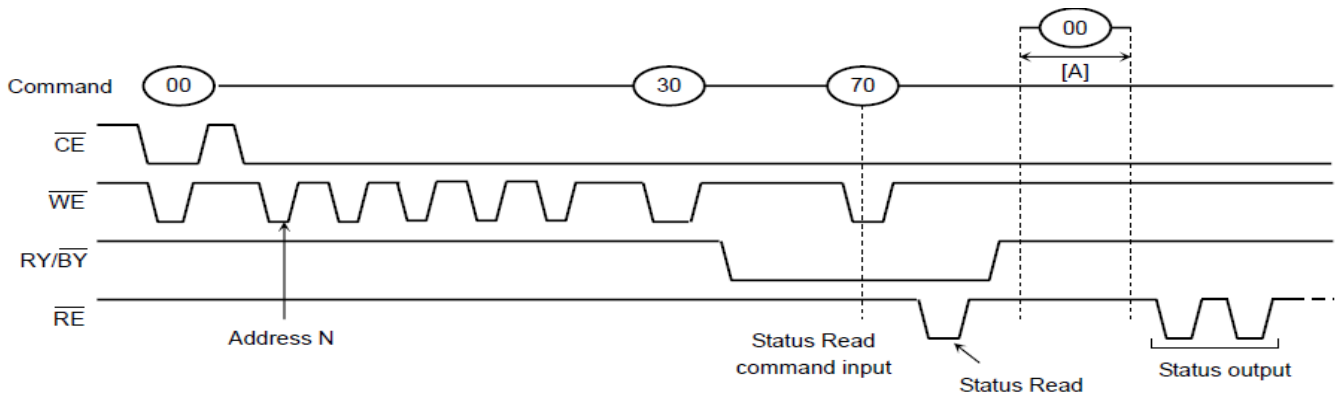 00
[A]
Command 00 30 70
CE
WE
RY/BY
RE
Address N
Status Read
command input
Status Read
Status output